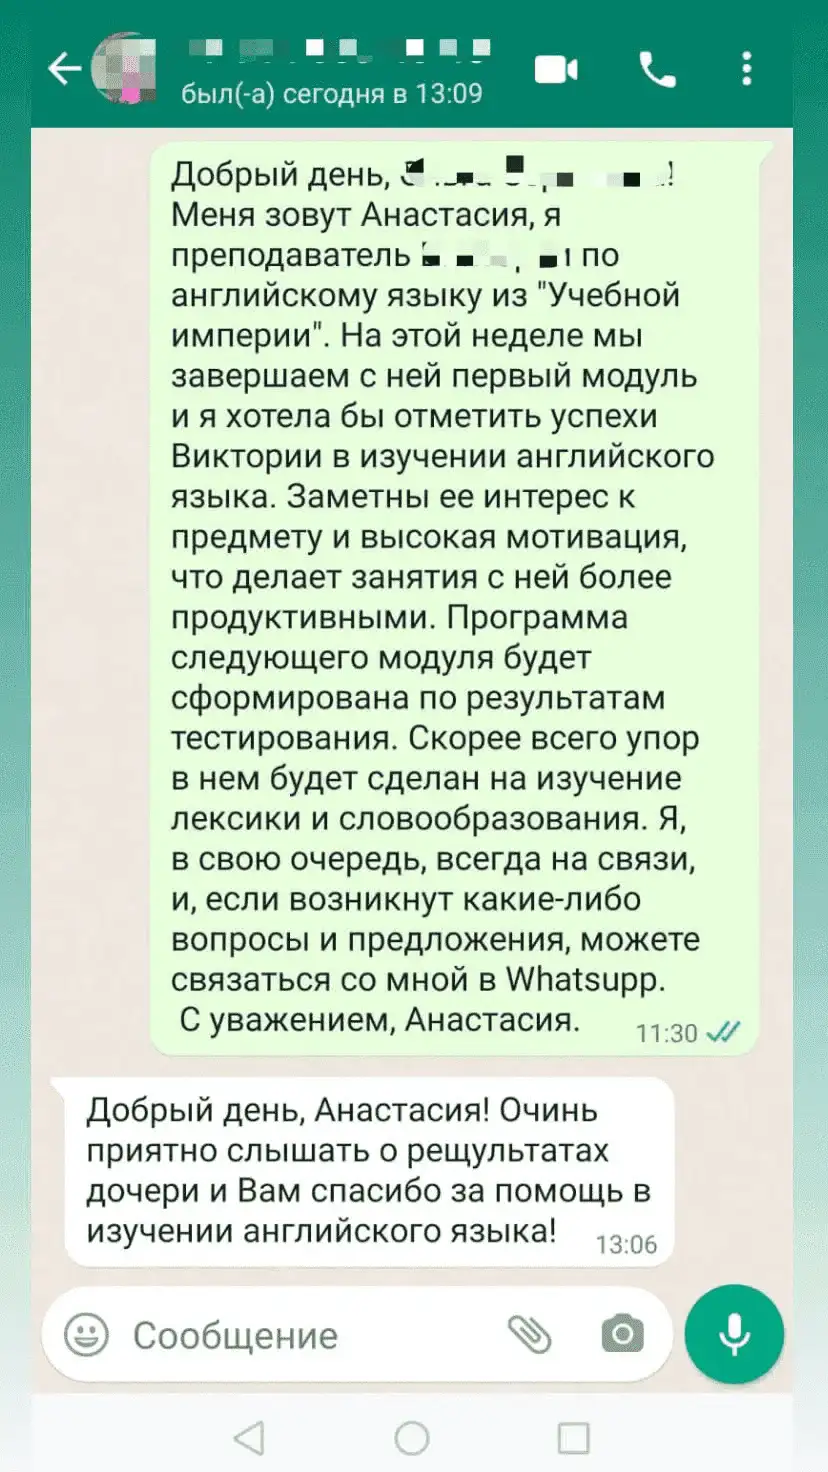 был(-а) сегодня в 13:09
Добрый день,
Меня зовут Анастасия, я
преподаватель по
английскому языку из "Учебной
империи". На этой неделе мы
завершаем с ней первый модуль
и я хотела бы отметить успехи
Виктории в изучении английского
языка. Заметны ее интерес к
предмету и высокая мотивация,
что делает занятия с ней более
продуктивными. Программа
следующего модуля будет
сформирована по результатам
тестирования. Скорее всего упор
в нем будет сделан на изучение
лексики и словообразования. Я,
в свою очередь, всегда на связи,
и, если возникнут какие-либо
вопросы и предложения, можете
связаться со мной в Whatsupp.
С уважением, Анастасия.
11:30
Добрый день, Анастасия! Очинь
приятно слышать о рещультатах
дочери и Вам спасибо за помощь в
изучении английского языка!
13:06
Сообщение